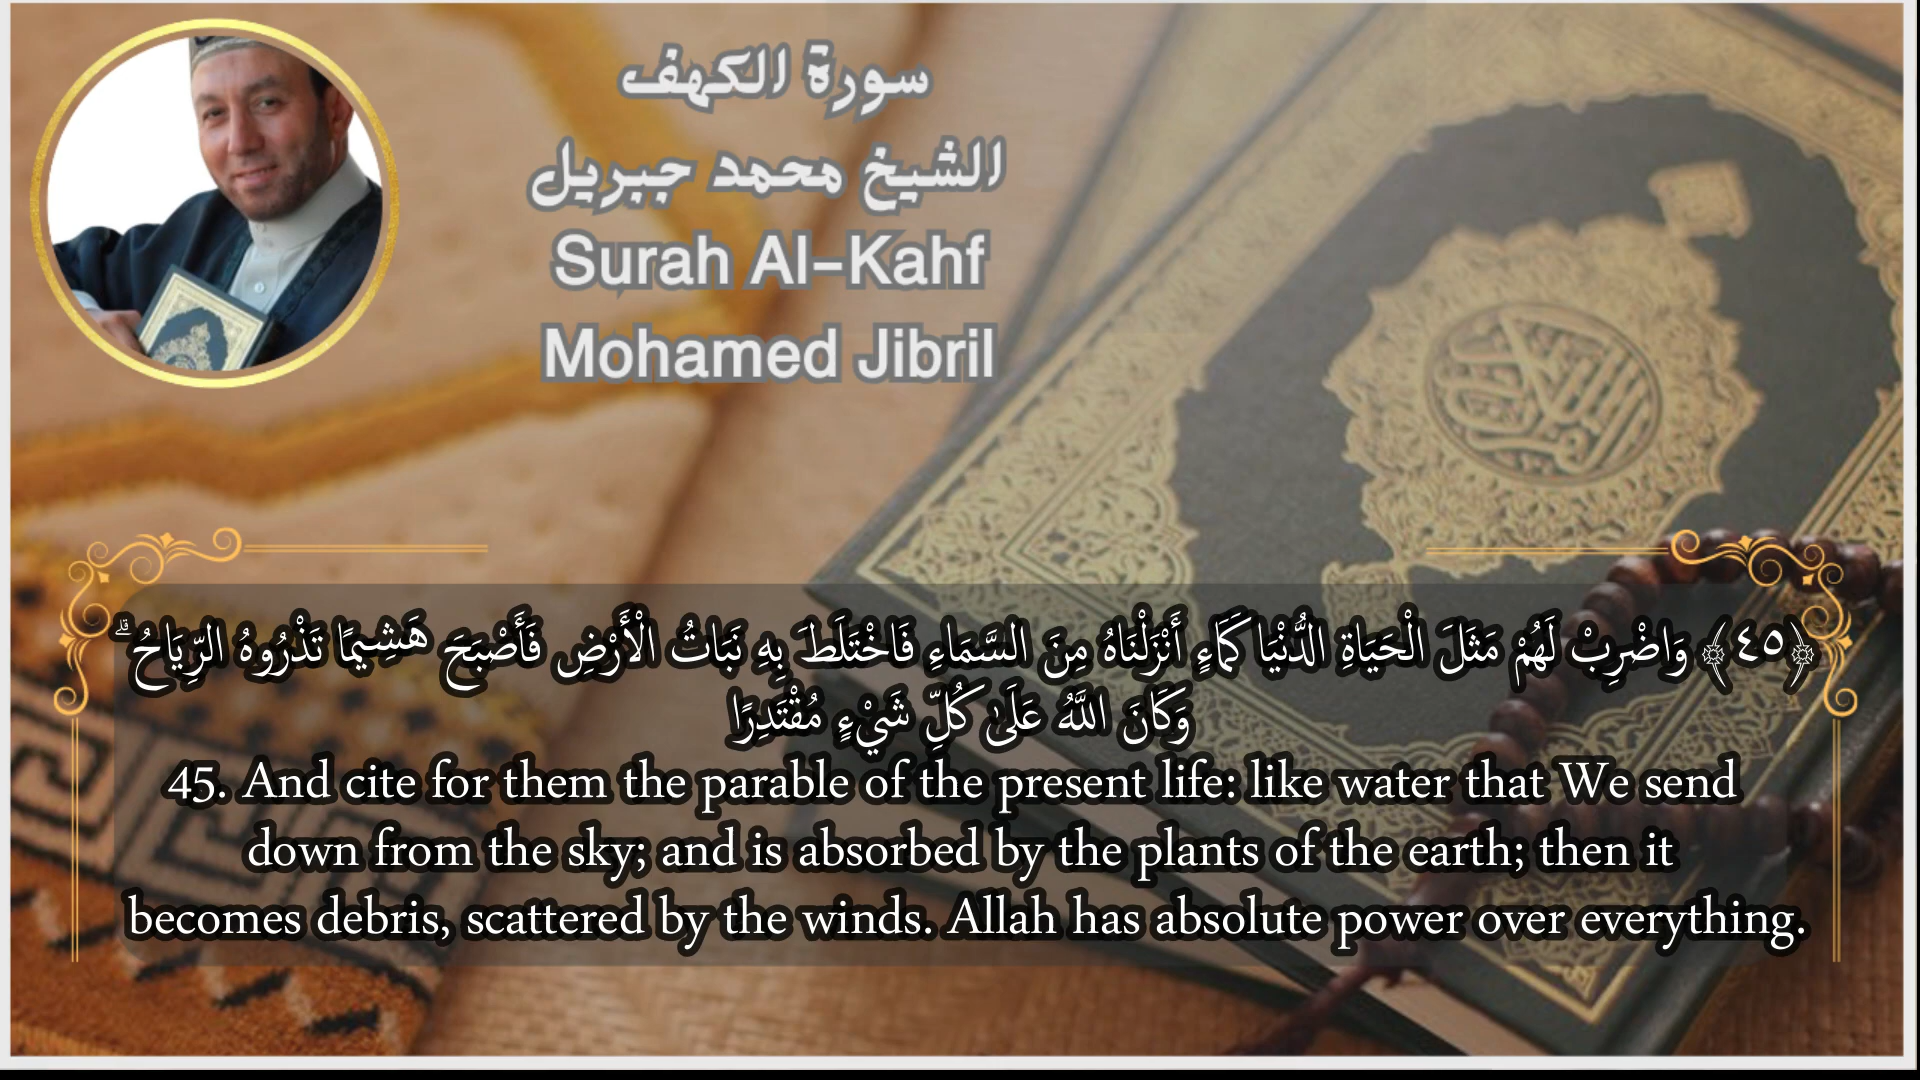 سورة الكهف
الشيخ محمد جبريل
Surah Al-Kahf
Mohamed Jibril
﴿٤٥﴾ وَاضْرِبْ لَهُمْ مَثَلَ الْحَيَاةِ الدُّنْيَا كَمَاءٍ أَنْزَلْنَاهُ مِنَ السَّمَاءِ فَاخْتَلَطَ بِهِ نَبَاتُ الْأَرْضِ فَأَصْبَحَ هَشِيمًا تَذْرُوهُ الرِّيَاحُ ۗ
وَكَانَ اللَّهُ عَلَىٰ كُلِّ شَيْءٍ مُقْتَدِرًا
45. And cite for them the parable of the present life: like water that We send
down from the sky; and is absorbed by the plants of the earth; then it
becomes debris, scattered by the winds. Allah has absolute power over everything.